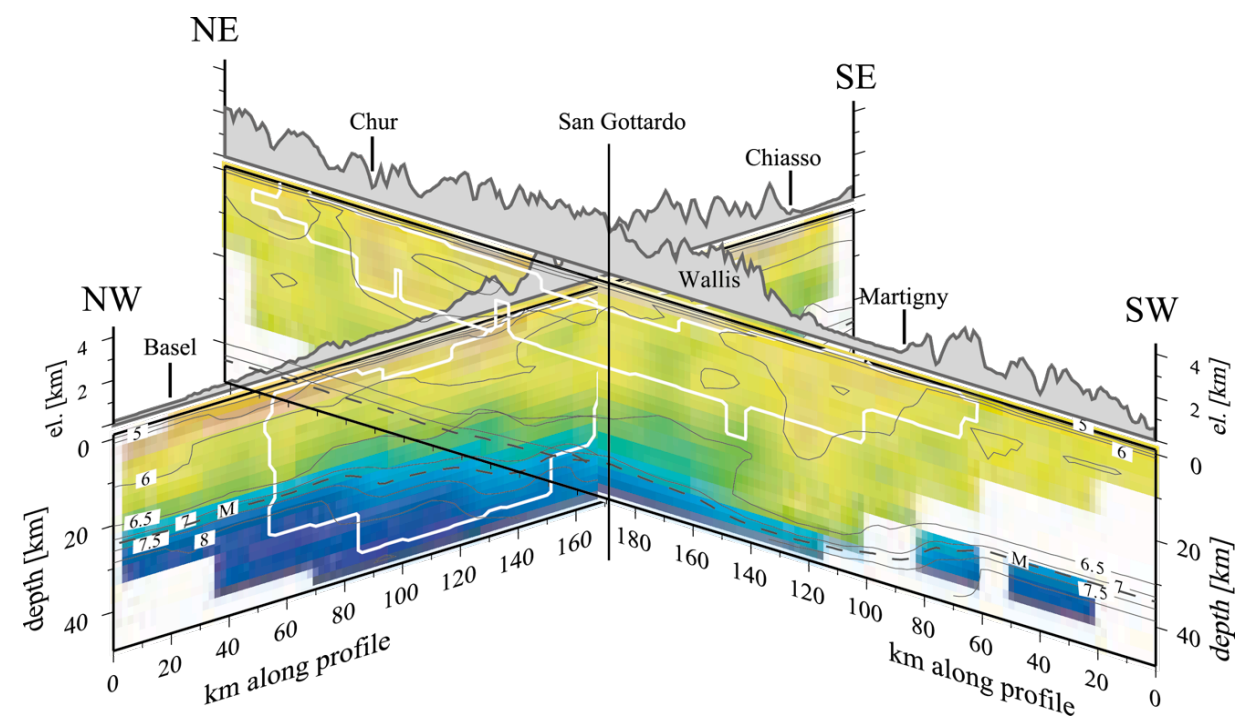 NE
SE
Chur
San Gottardo
Chiasso
NW
Wallis
Martigny
SW
Basel
el. [km]
4
2
4
2
el. [km]
0
5
5
6
0
6
6.5
7
M
7.5
8
M
6.5
7
7.5
20
20
40
40
depth [km]
depth [km]
0
20
40
60
80
100
120
140
160
180
160
140
120
100
80
60
40
20
0
km along profile
km along profile